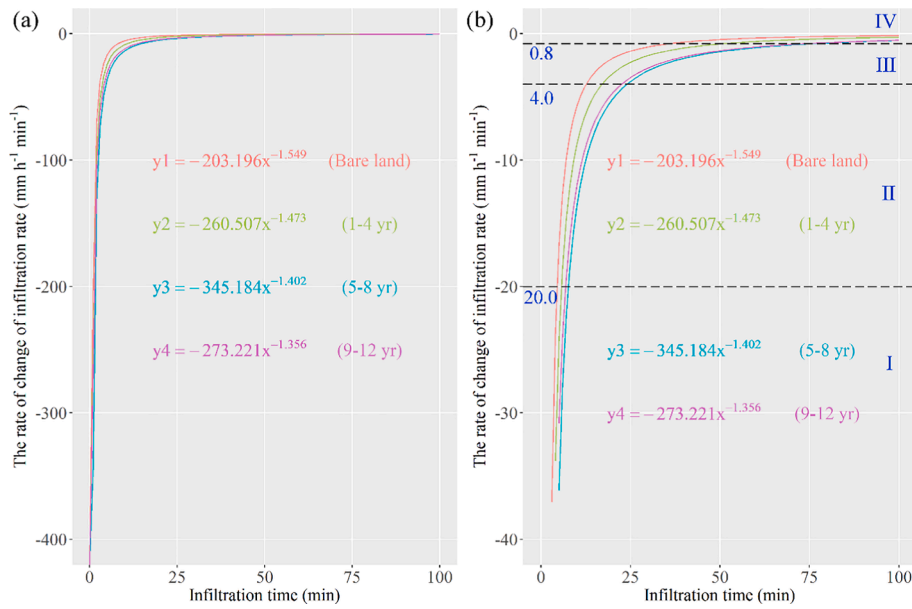 (a)
The rate of change of infiltration rate (mm h⁻¹ min⁻¹)
0
-100
-200
-300
-400
y1 = −203.196x⁻¹·⁵⁴⁹ (Bare land)
y2 = −260.507x⁻¹·⁴⁷³ (1-4 yr)
y3 = −345.184x⁻¹·⁴⁰² (5-8 yr)
y4 = −273.221x⁻¹·³⁵⁶ (9-12 yr)
0 25 50 75 100
Infiltration time (min)
(b)
The rate of change of infiltration rate (mm h⁻¹ min⁻¹)
0
-10
-20
-30
-40
IV
0.8
III
4.0
y1 = −203.196x⁻¹·⁵⁴⁹ (Bare land)
II
y2 = −260.507x⁻¹·⁴⁷³ (1-4 yr)
20.0
y3 = −345.184x⁻¹·⁴⁰² (5-8 yr)
I
y4 = −273.221x⁻¹·³⁵⁶ (9-12 yr)
0 25 50 75 100
Infiltration time (min)